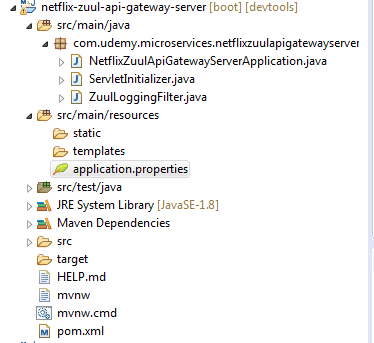 netflix-zuul-api-gateway-server [boot] [devtools]
src/main/java
com.udemy.microservices.netflixzuulapigatewayserver
NetflixZuulApiGatewayServerApplication.java
ServletInitializer.java
ZuulLoggingFilter.java
src/main/resources
static
templates
application.properties
src/test/java
JRE System Library [JavaSE-1.8]
Maven Dependencies
src
target
HELP.md
mvnw
mvnw.cmd
pom.xml